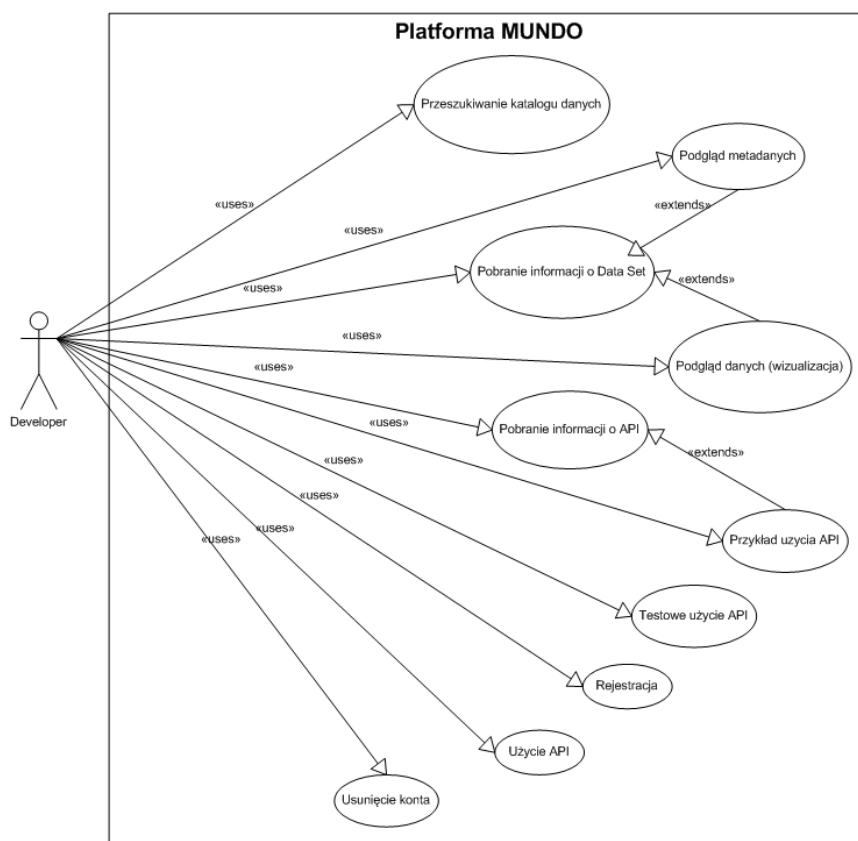 Platforma MUNDO
Przeszukiwanie katalogu danych
Podgląd metadanych
«uses»
«extends»
«uses»
Pobranie informacji o Data Set
«extends»
«uses»
«uses»
Podgląd danych (wizualizacja)
«uses»
Developer
Pobranie informacji o API
«uses»
«extends»
«uses»
«uses»
«uses»
«uses»
Przykład uzycia API
Testowe użycie API
Rejestracja
Użycie API
Usunięcie konta